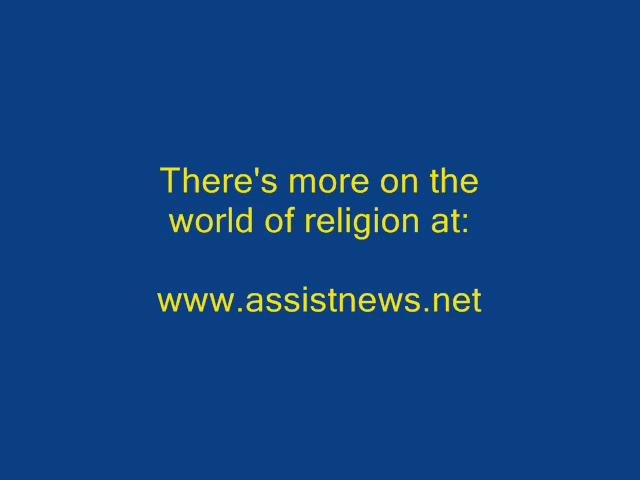 There's more on the
world of religion at:
www.assistnews.net